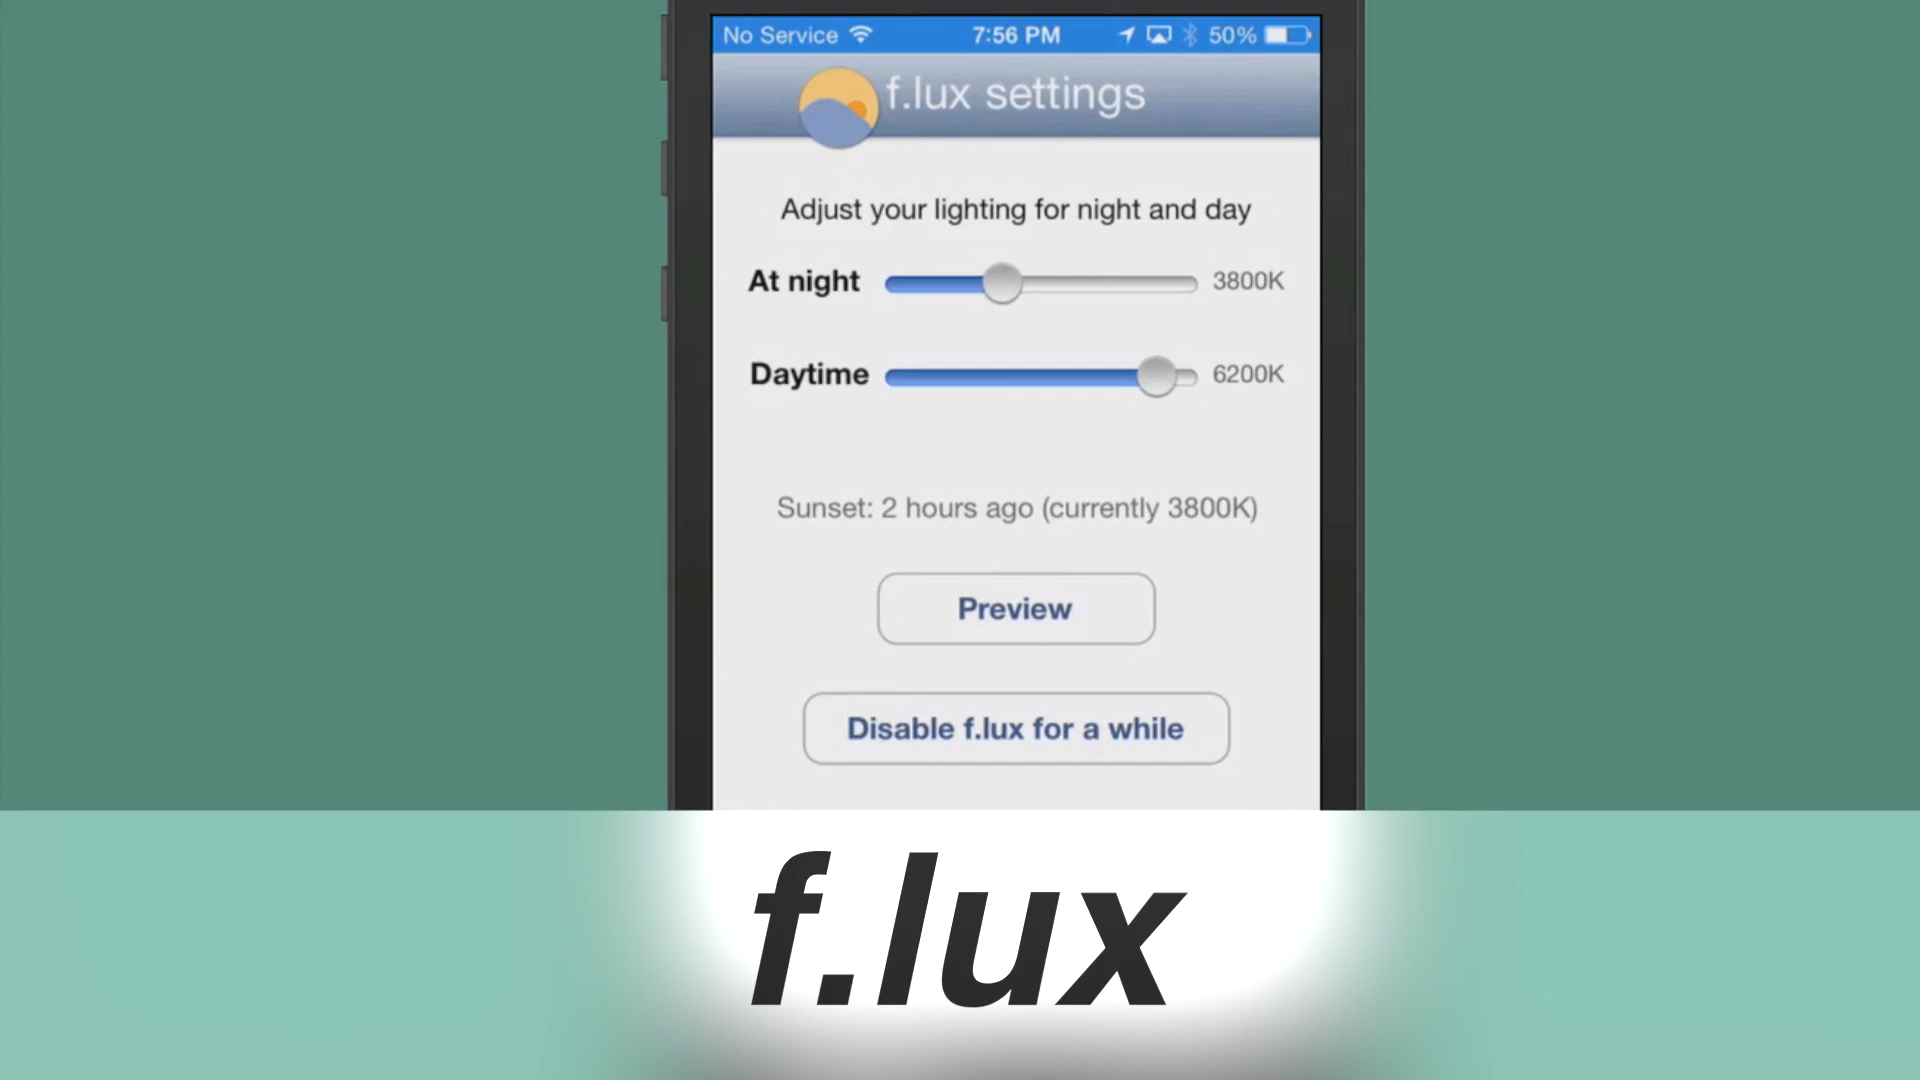 No Service 7:56 PM 50%
f.lux settings
Adjust your lighting for night and day
At night 3800K
Daytime 6200K
Sunset: 2 hours ago (currently 3800K)
Preview
Disable f.lux for a while
f.lux